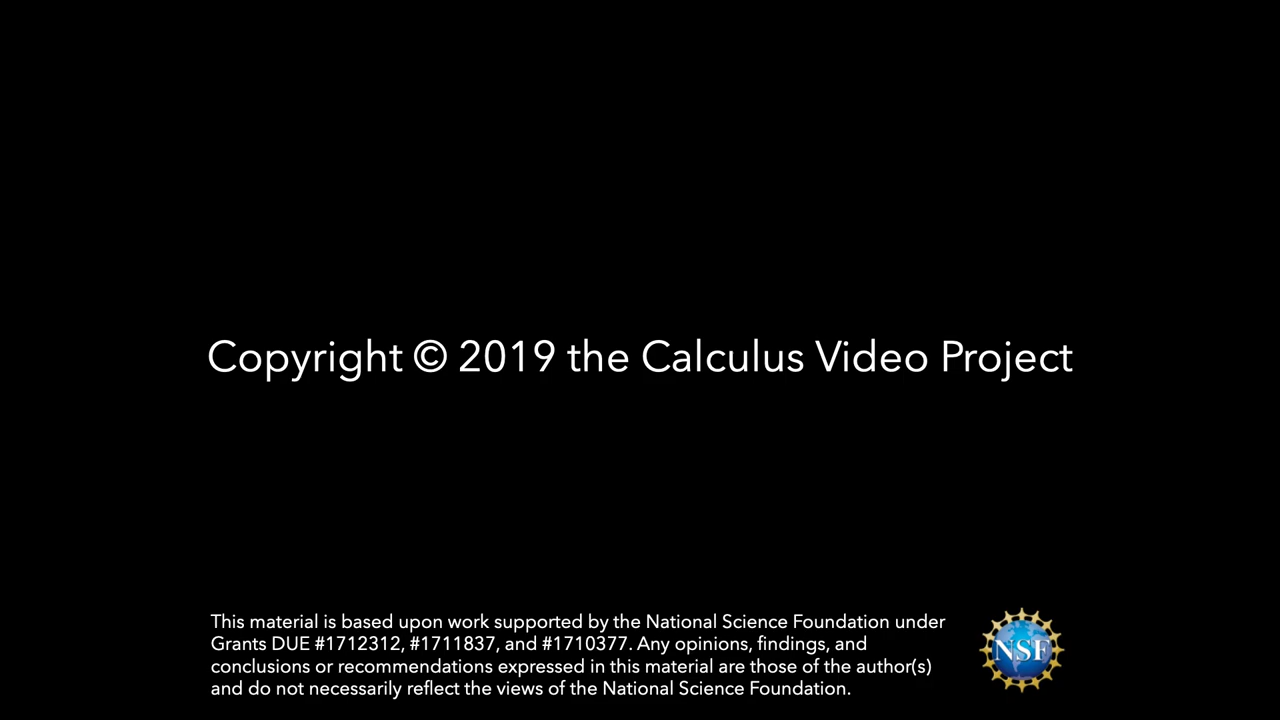 Copyright © 2019 the Calculus Video Project
This material is based upon work supported by the National Science Foundation under
Grants DUE #1712312, #1711837, and #1710377. Any opinions, findings, and
conclusions or recommendations expressed in this material are those of the author(s)
and do not necessarily reflect the views of the National Science Foundation.
NSF